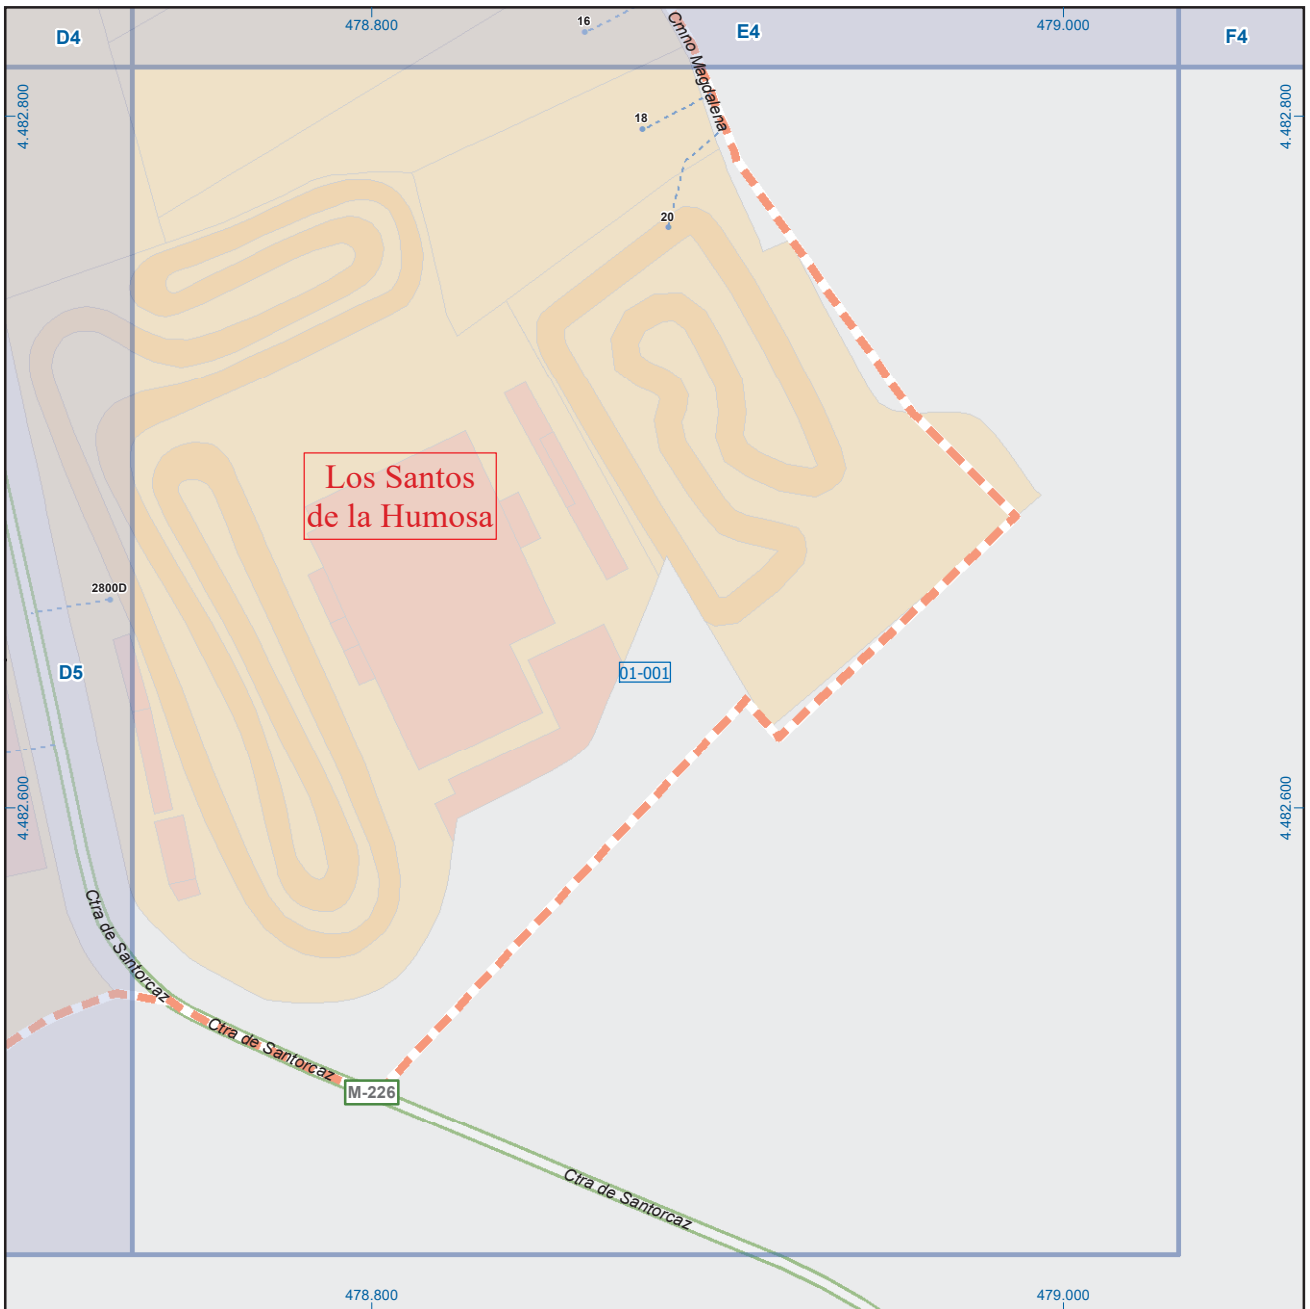 D4
478.800
16
E4
479.000
F4
Cmno Magdalena
4.482.800
4.482.800
18
20
Los Santos
de la Humosa
2800D
D5
01-001
4.482.600
4.482.600
Ctra de Santorcaz
Ctra de Santorcaz
M-226
Ctra de Santorcaz
478.800
479.000